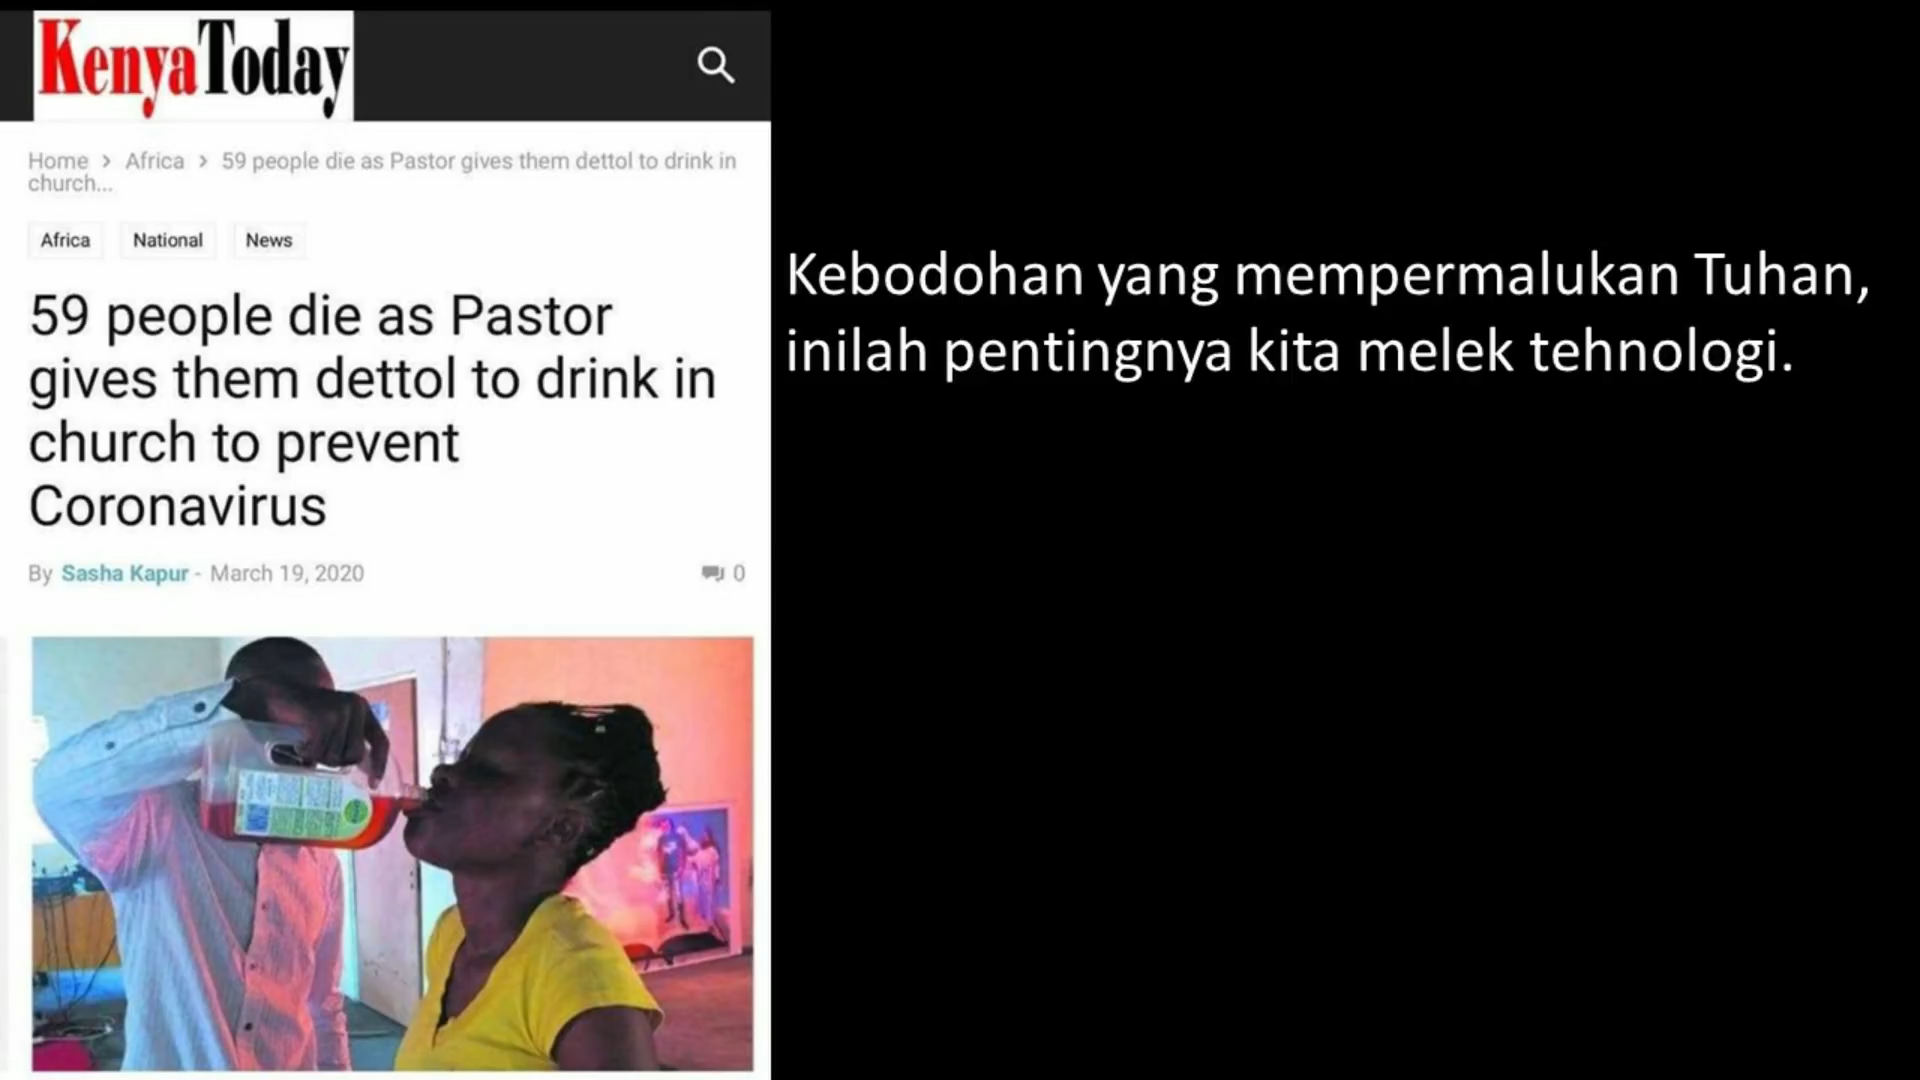 KenyaToday
Home > Africa > 59 people die as Pastor gives them dettol to drink in
church...
Africa National News
59 people die as Pastor
gives them dettol to drink in
church to prevent
Coronavirus
By Sasha Kapur - March 19, 2020 0
Kebodohan yang mempermalukan Tuhan,
inilah pentingnya kita melek tehnologi.